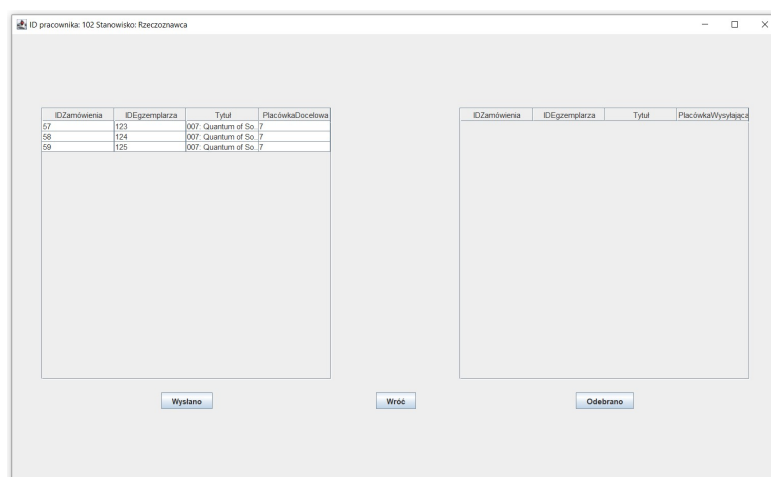 ID pracownika: 102 Stanowisko: Rzeczoznawca
IDZamówienia IDEgzemplarza Tytuł PlacówkaDocelowa
57 123 007: Quantum of So.. 7
58 124 007: Quantum of So.. 7
59 125 007: Quantum of So.. 7
IDZamówienia IDEgzemplarza Tytuł PlacówkaWysyłająca
Wysłano Wróć Odebrano